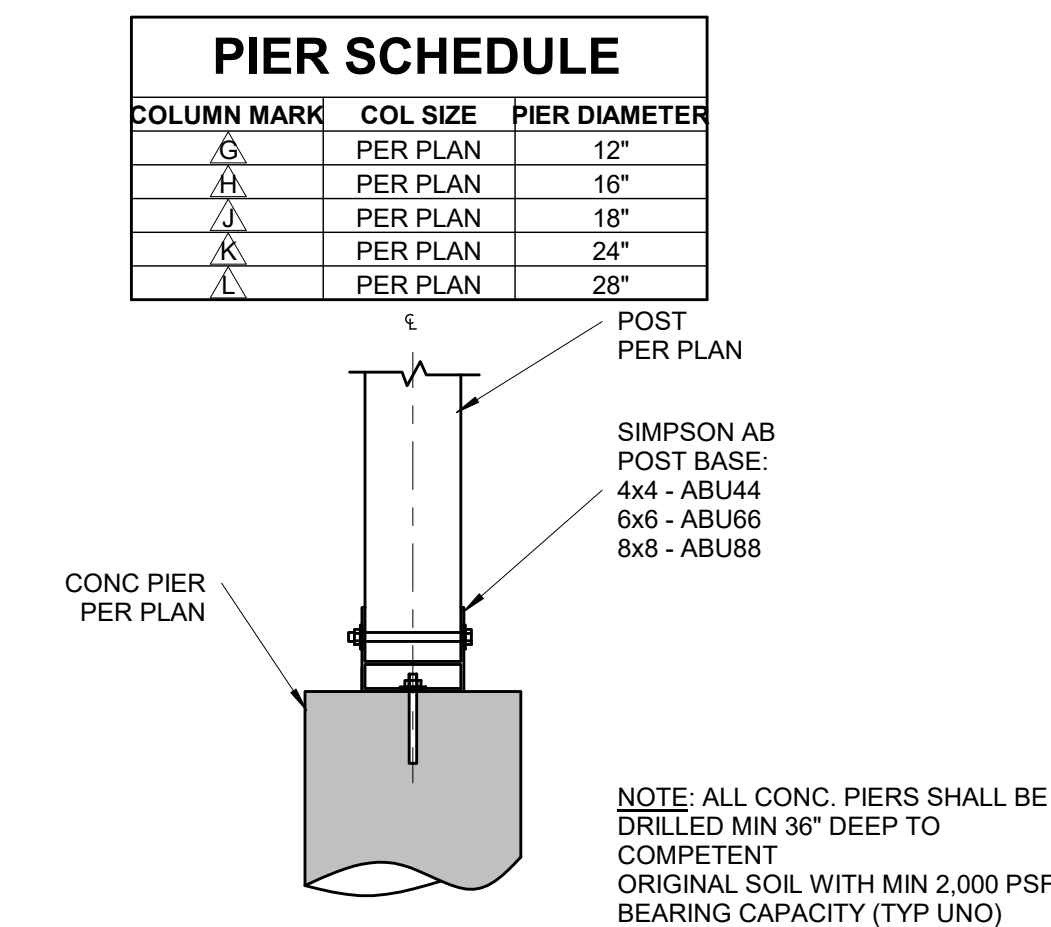 PIER SCHEDULE
COLUMN MARK COL SIZE PIER DIAMETER
G PER PLAN 12"
H PER PLAN 16"
J PER PLAN 18"
K PER PLAN 24"
L PER PLAN 28"
℄
POST
PER PLAN
SIMPSON AB
POST BASE:
4x4 - ABU44
6x6 - ABU66
8x8 - ABU88
CONC PIER
PER PLAN
NOTE: ALL CONC. PIERS SHALL BE
DRILLED MIN 36" DEEP TO
COMPETENT
ORIGINAL SOIL WITH MIN 2,000 PSF
BEARING CAPACITY (TYP UNO)